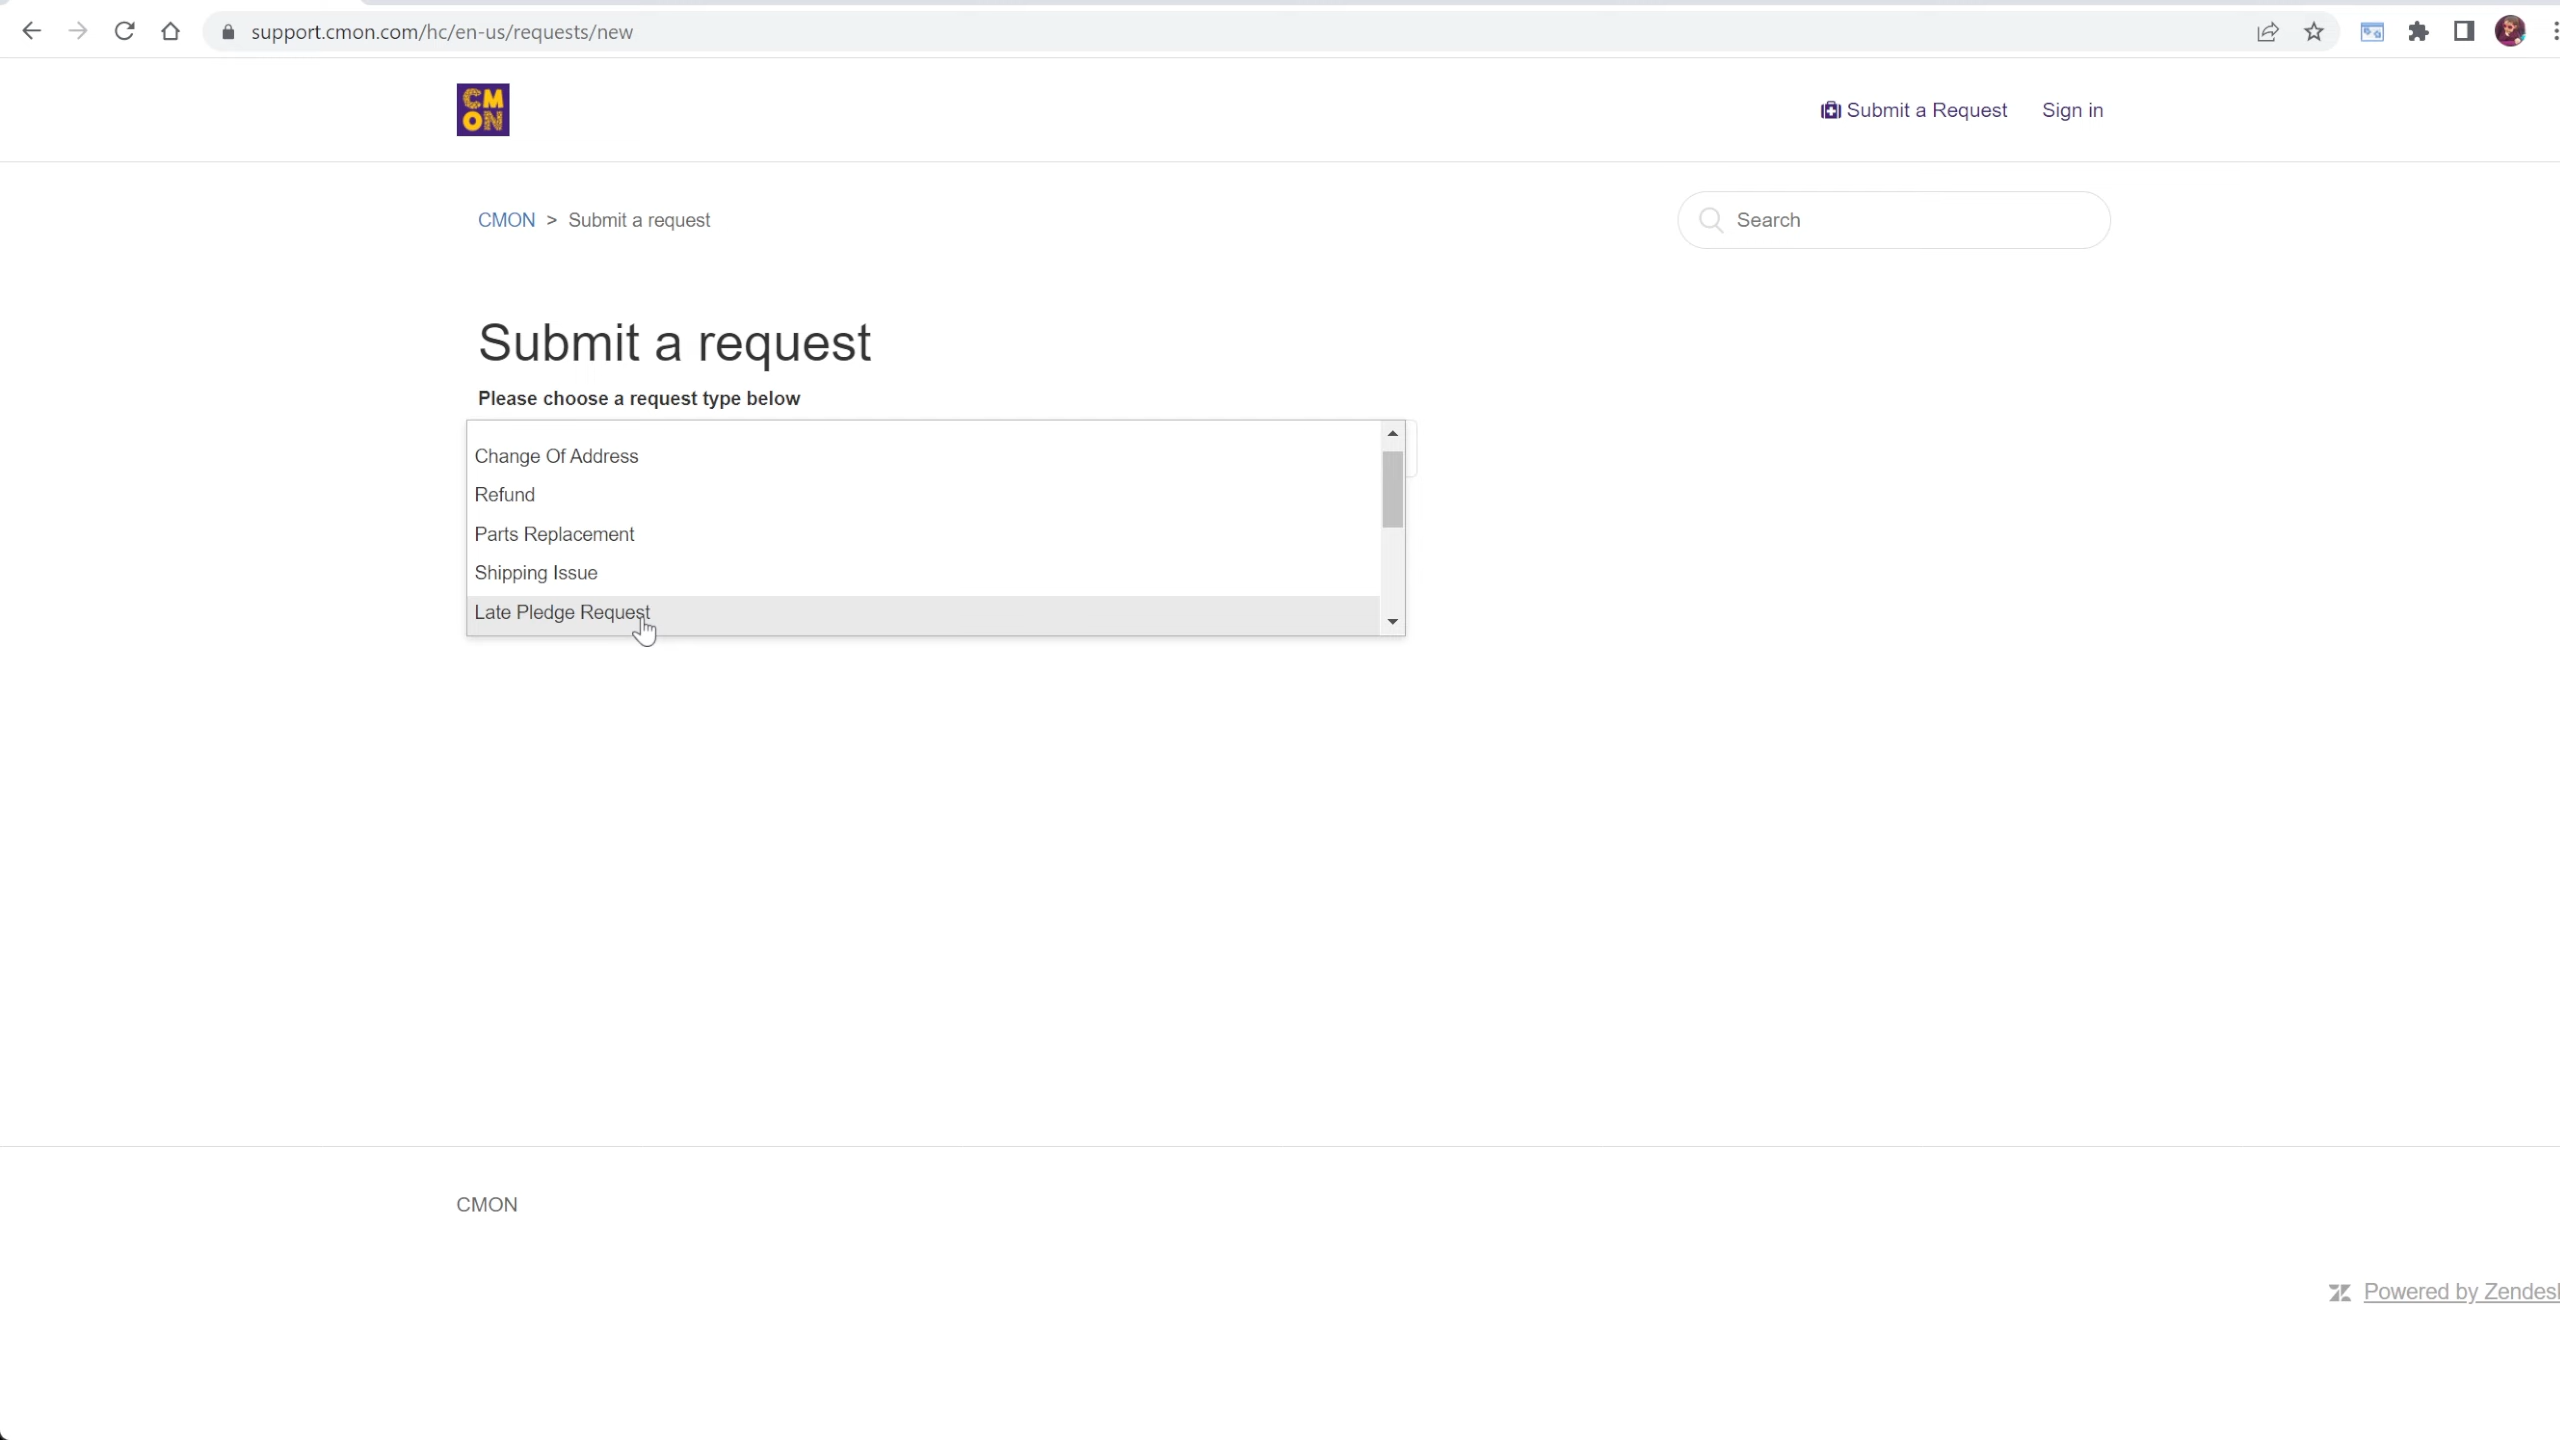 support.cmon.com/hc/en-us/requests/new
CM
ON
Submit a Request
Sign in
CMON > Submit a request
Search
Submit a request
Please choose a request type below
Change Of Address
Refund
Parts Replacement
Shipping Issue
Late Pledge Request
CMON
Powered by Zendesk